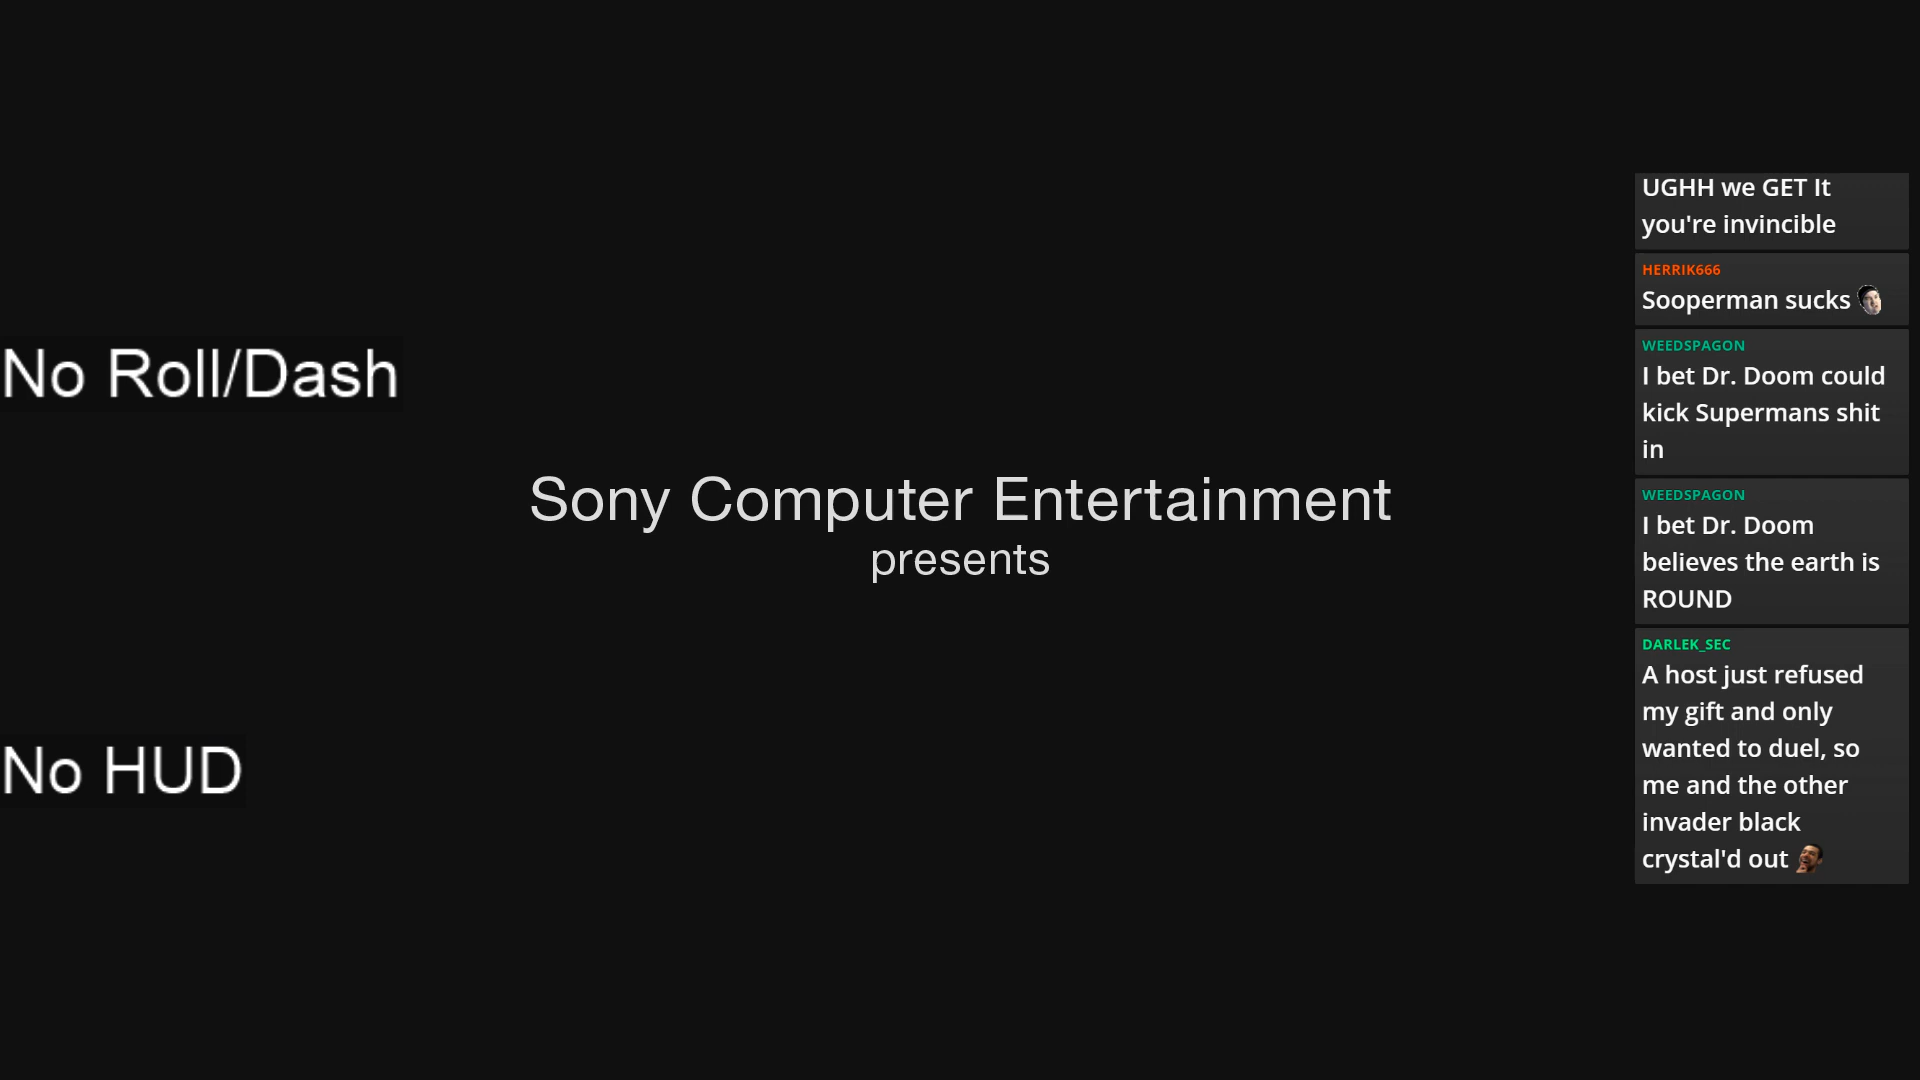 No Roll/Dash
No HUD
Sony Computer Entertainment
presents
UGHH we GET It
you're invincible
HERRIK666
Sooperman sucks
WEEDSPAGON
I bet Dr. Doom could
kick Supermans shit
in
WEEDSPAGON
I bet Dr. Doom
believes the earth is
ROUND
DARLEK_SEC
A host just refused
my gift and only
wanted to duel, so
me and the other
invader black
crystal'd out